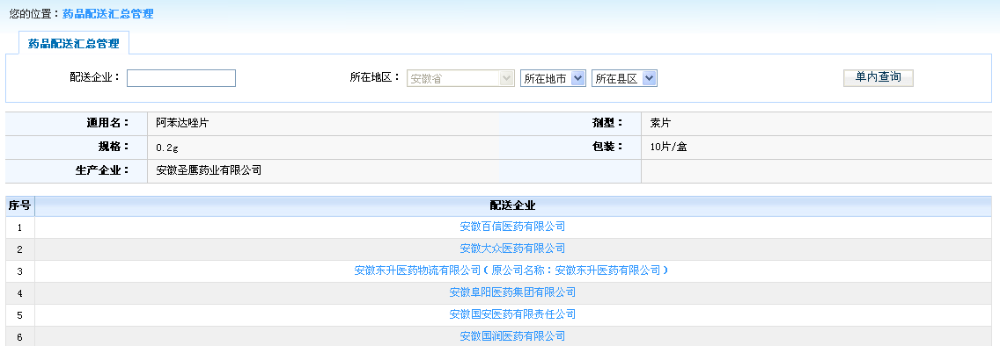 您的位置：药品配送汇总管理
药品配送汇总管理
配送企业： 所在地区： 安徽省 所在地市 所在县区 单内查询
通用名： 阿苯达唑片 剂型： 素片
规格： 0.2g 包装： 10片/盒
生产企业： 安徽圣鹰药业有限公司
序号 配送企业
1 安徽百信医药有限公司
2 安徽大众医药有限公司
3 安徽东升医药物流有限公司（原公司名称：安徽东升医药有限公司）
4 安徽阜阳医药集团有限公司
5 安徽国安医药有限责任公司
6 安徽国润医药有限公司